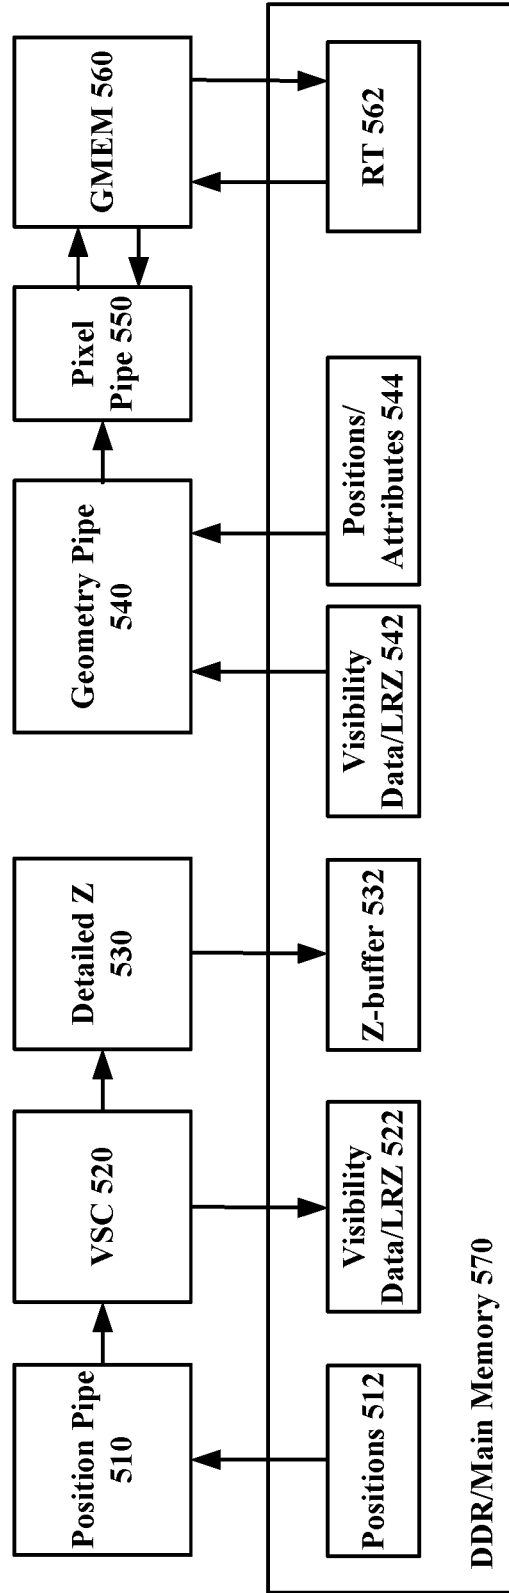 Position Pipe
510
VSC 520
Detailed Z
530
Geometry Pipe
540
Pixel
Pipe 550
GMEM 560
Positions 512
Visibility
Data/LRZ 522
Z-buffer 532
Visibility
Data/LRZ 542
Positions/
Attributes 544
RT 562
DDR/Main Memory 570